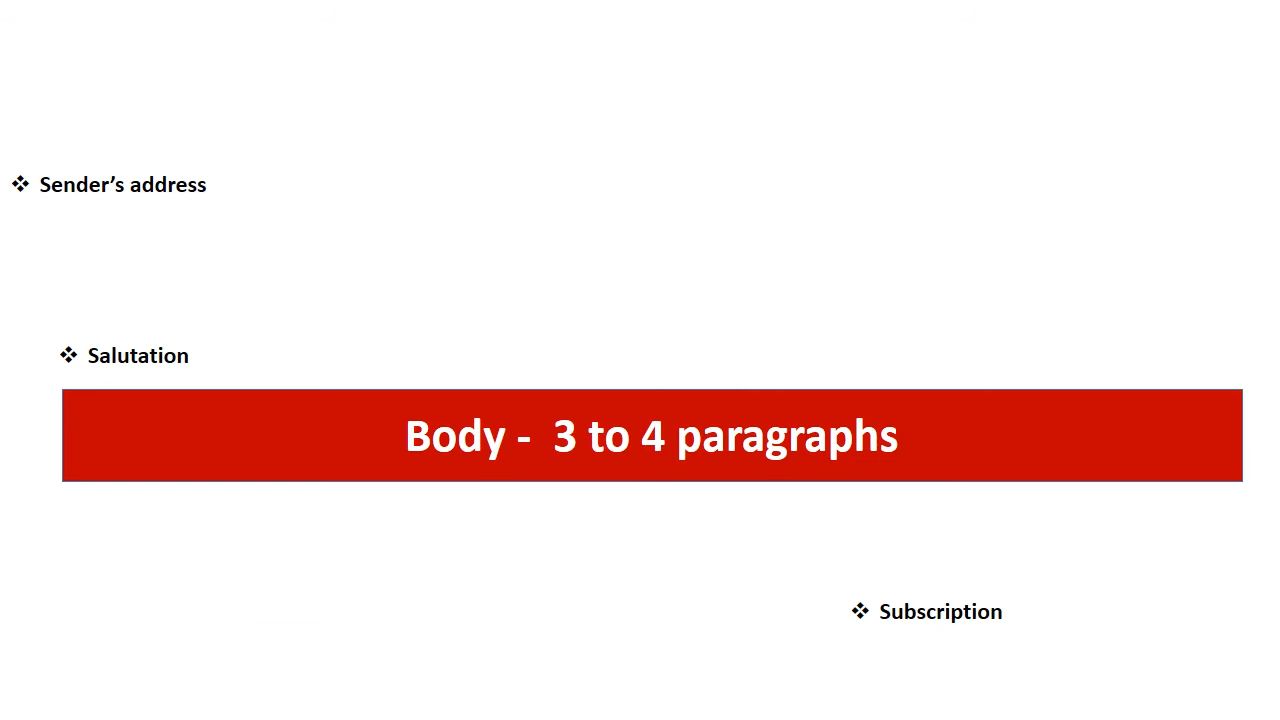 ❖ Sender’s address
❖ Salutation
Body - 3 to 4 paragraphs
❖ Subscription